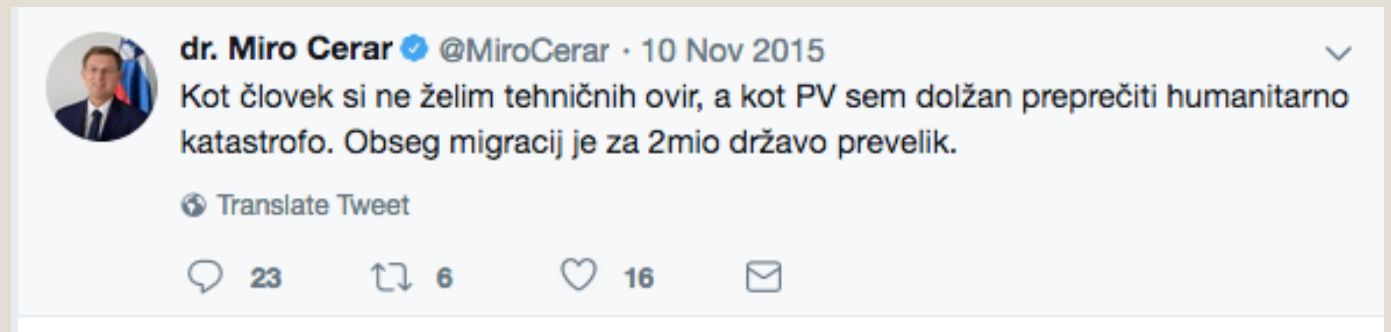 dr. Miro Cerar @MiroCerar · 10 Nov 2015
Kot človek si ne želim tehničnih ovir, a kot PV sem dolžan preprečiti humanitarno
katastrofo. Obseg migracij je za 2mio državo prevelik.
Translate Tweet
23 6 16